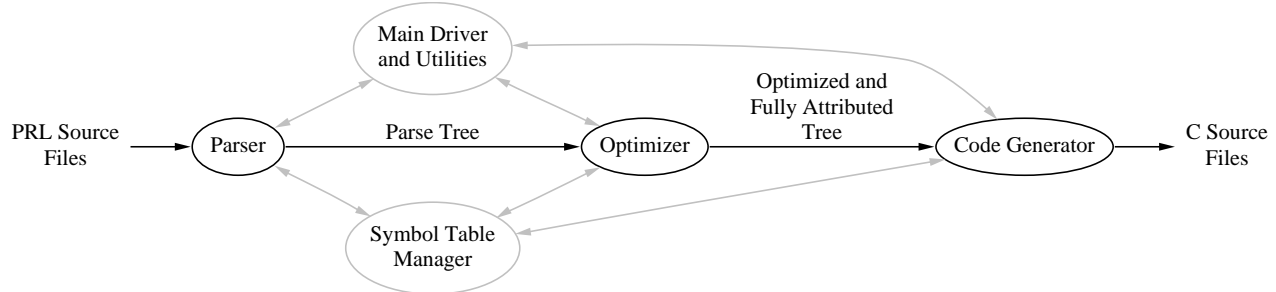 Main Driver
and Utilities
Optimized and
Fully Attributed
Tree
PRL Source
Files
Parser
Parse Tree
Optimizer
Code Generator
C Source
Files
Symbol Table
Manager